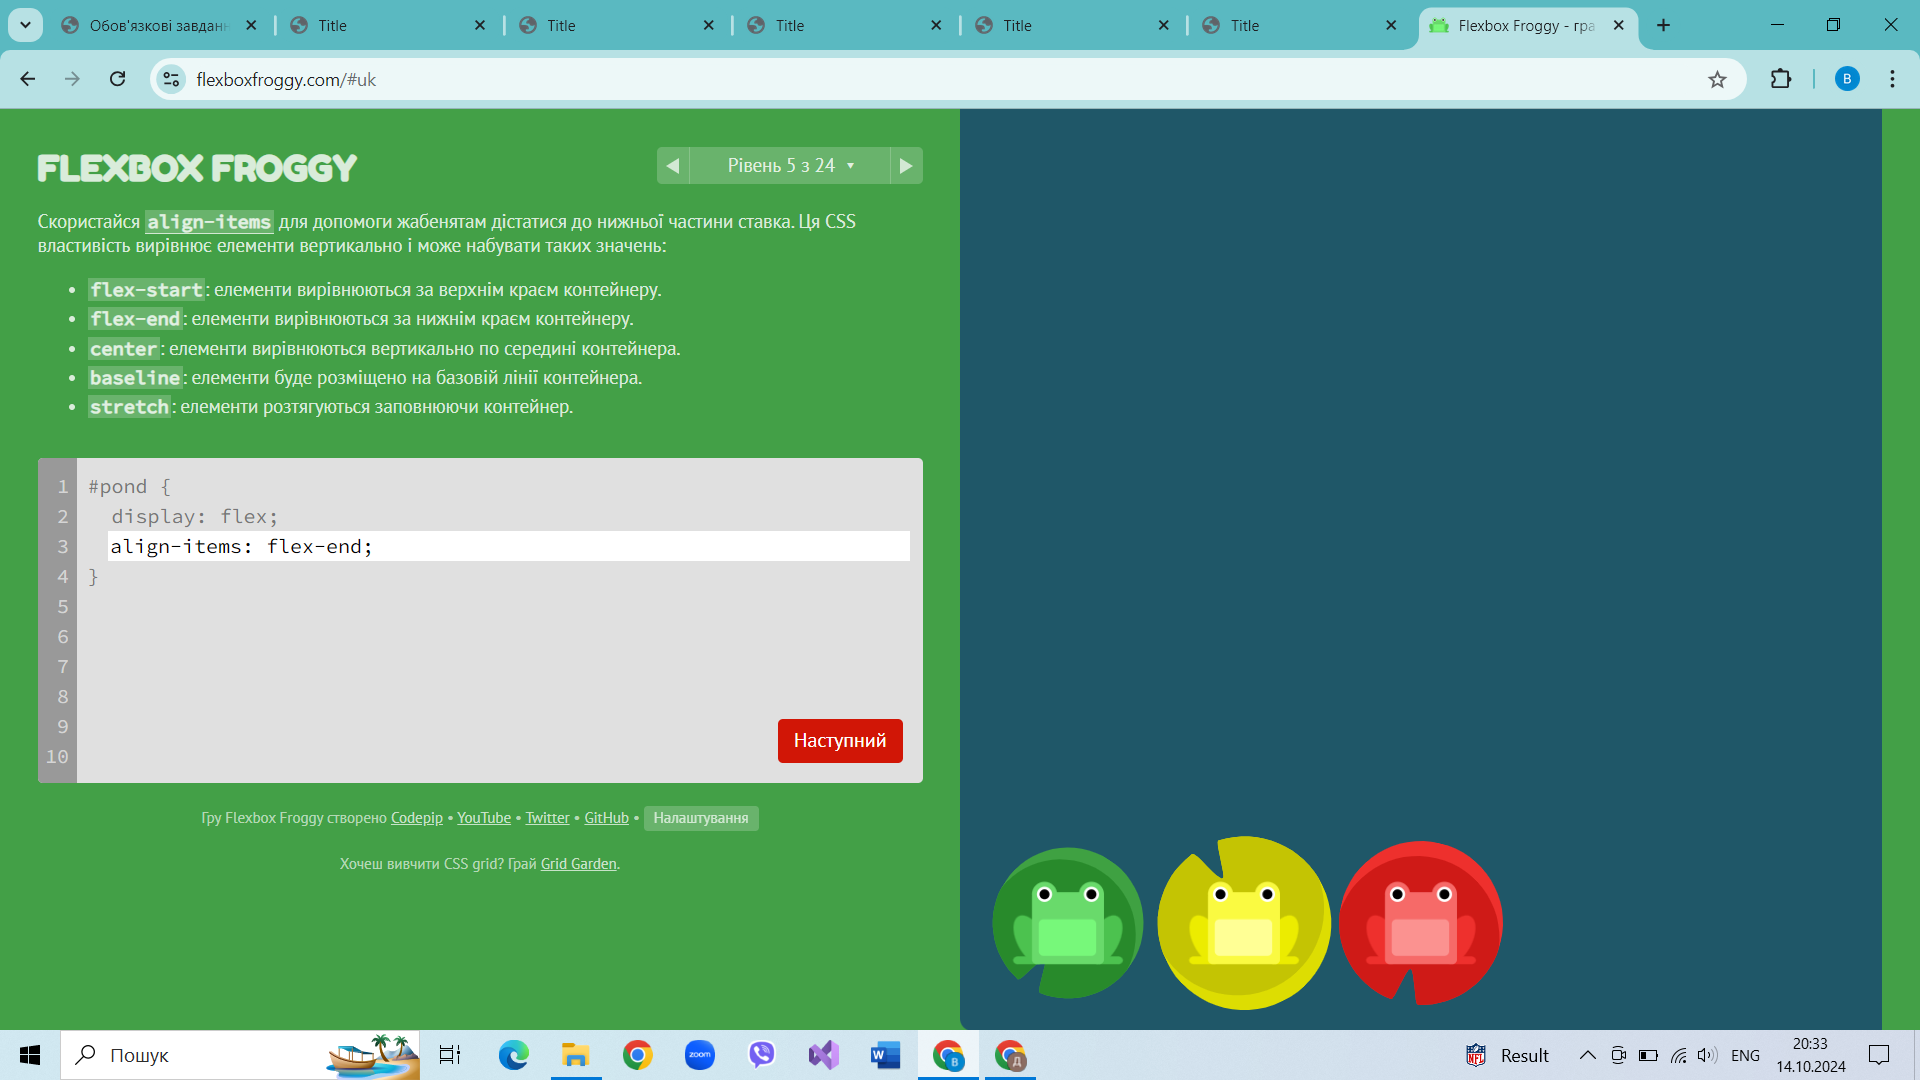 Обов'язкові завдан
Title
Title
Title
Title
Title
Flexbox Froggy - гра
flexboxfroggy.com/#uk
B
FLEXBOX FROGGY
Рівень 5 з 24
Скористайся align-items для допомоги жабенятам дістатися до нижньої частини ставка. Ця CSS
властивість вирівнює елементи вертикально і може набувати таких значень:
• flex-start: елементи вирівнюються за верхнім краєм контейнеру.
• flex-end: елементи вирівнюються за нижнім краєм контейнеру.
• center: елементи вирівнюються вертикально по середині контейнера.
• baseline: елементи буде розміщено на базовій лінії контейнера.
• stretch: елементи розтягуються заповнюючи контейнер.
1 #pond {
2 display: flex;
3 align-items: flex-end;
4 }
5
6
7
8
9
10
Наступний
Гру Flexbox Froggy створено Codepip • YouTube • Twitter • GitHub • Налаштування
Хочеш вивчити CSS grid? Грай Grid Garden.
Пошук
zoom
W
B
Д
NFL
Result
ENG
20:33
14.10.2024